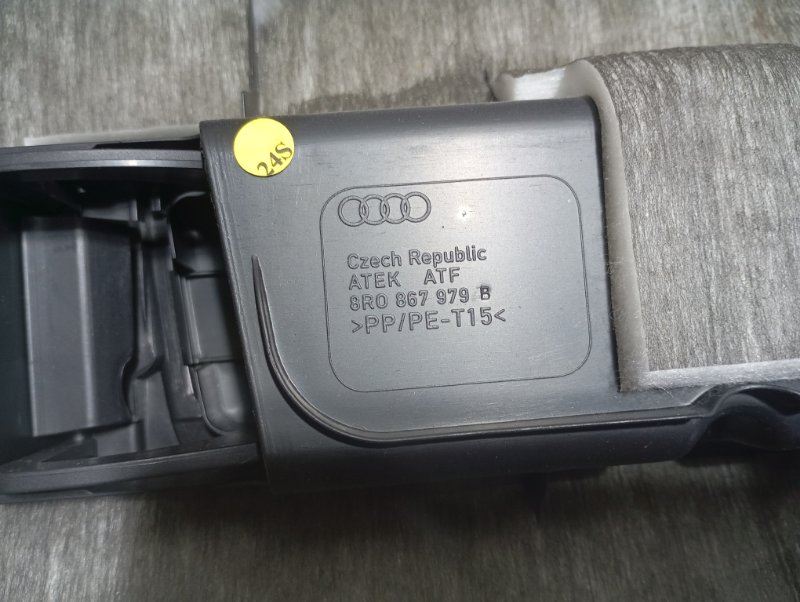 24S
Czech Republic
ATEK ATF
8R0 867 979 B
>PP/PE-T15<